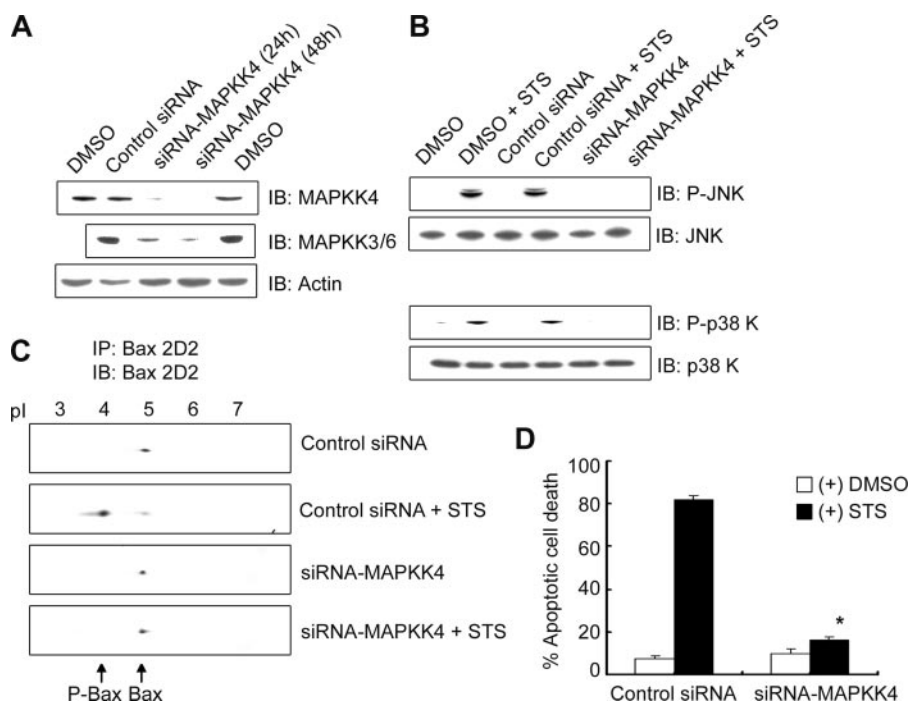 A
DMSO
Control siRNA
siRNA-MAPKK4 (24h)
siRNA-MAPKK4 (48h)
DMSO
IB: MAPKK4
IB: MAPKK3/6
IB: Actin
B
DMSO
DMSO + STS
Control siRNA
Control siRNA + STS
siRNA-MAPKK4
siRNA-MAPKK4 + STS
IB: P-JNK
IB: JNK
IB: P-p38 K
IB: p38 K
C
IP: Bax 2D2
IB: Bax 2D2
pI 3 4 5 6 7
Control siRNA
Control siRNA + STS
siRNA-MAPKK4
siRNA-MAPKK4 + STS
P-Bax Bax
D
% Apoptotic cell death
100
80
60
40
20
0
(+) DMSO
(+) STS
*
Control siRNA siRNA-MAPKK4